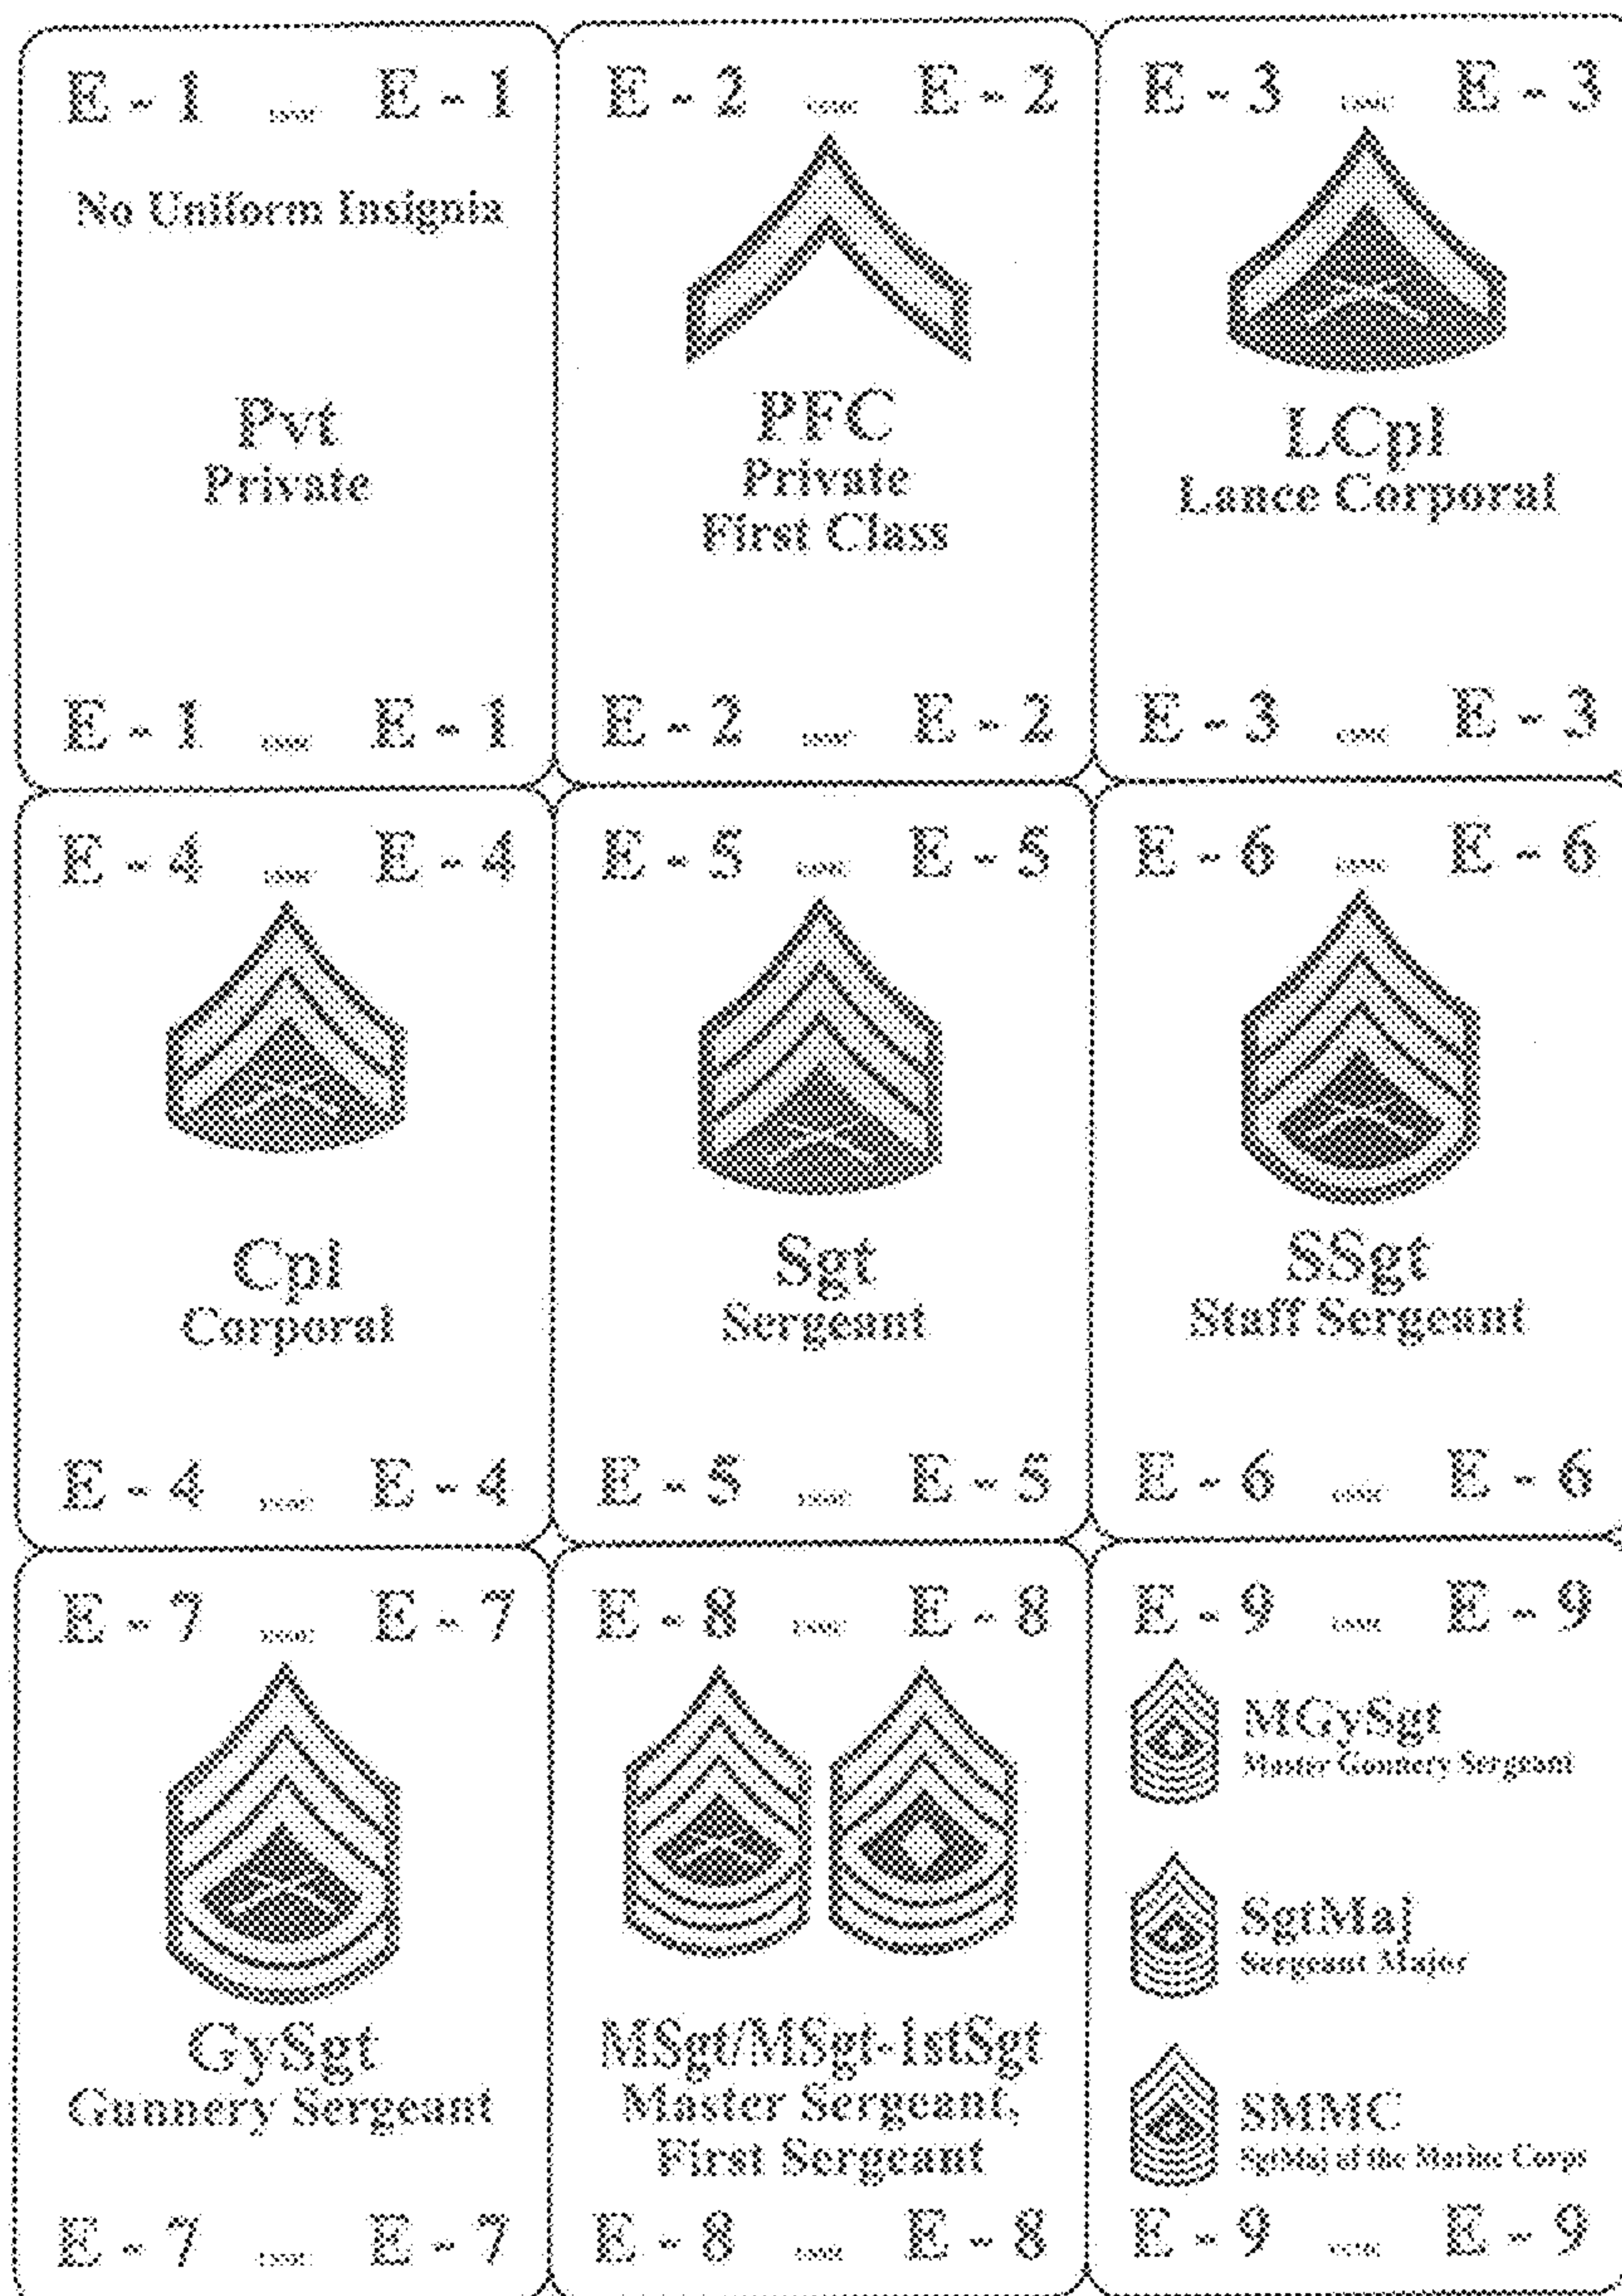 E - 1 E - 1
No Uniform Insignia
Pvt
Private
E - 1 E - 1
E - 2 E - 2
PFC
Private
First Class
E - 2 E - 2
E - 3 E - 3
LCpl
Lance Corporal
E - 3 E - 3
E - 4 E - 4
Cpl
Corporal
E - 4 E - 4
E - 5 E - 5
Sgt
Sergeant
E - 5 E - 5
E - 6 E - 6
SSgt
Staff Sergeant
E - 6 E - 6
E - 7 E - 7
GySgt
Gunnery Sergeant
E - 7 E - 7
E - 8 E - 8
MSgt/MSgt-1stSgt
Master Sergeant,
First Sergeant
E - 8 E - 8
E - 9 E - 9
MGySgt
Master Gunnery Sergeant
SgtMaj
Sergeant Major
SMMC
SgtMaj of the Marine Corps
E - 9 E - 9